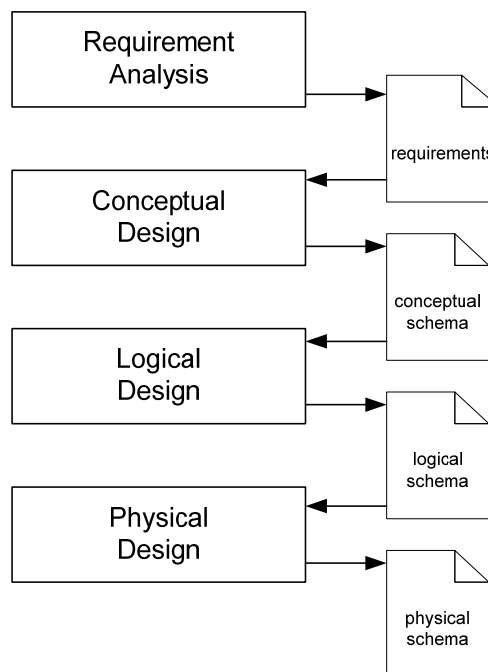 Requirement
Analysis
requirements
Conceptual
Design
conceptual
schema
Logical
Design
logical
schema
Physical
Design
physical
schema